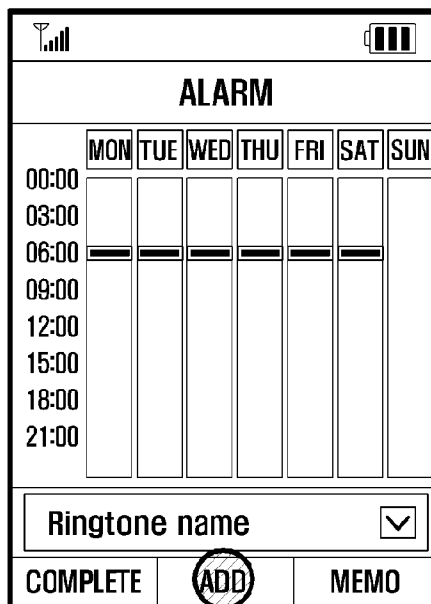 ALARM
MON TUE WED THU FRI SAT SUN
00:00
03:00
06:00
09:00
12:00
15:00
18:00
21:00
Ringtone name
COMPLETE ADD MEMO